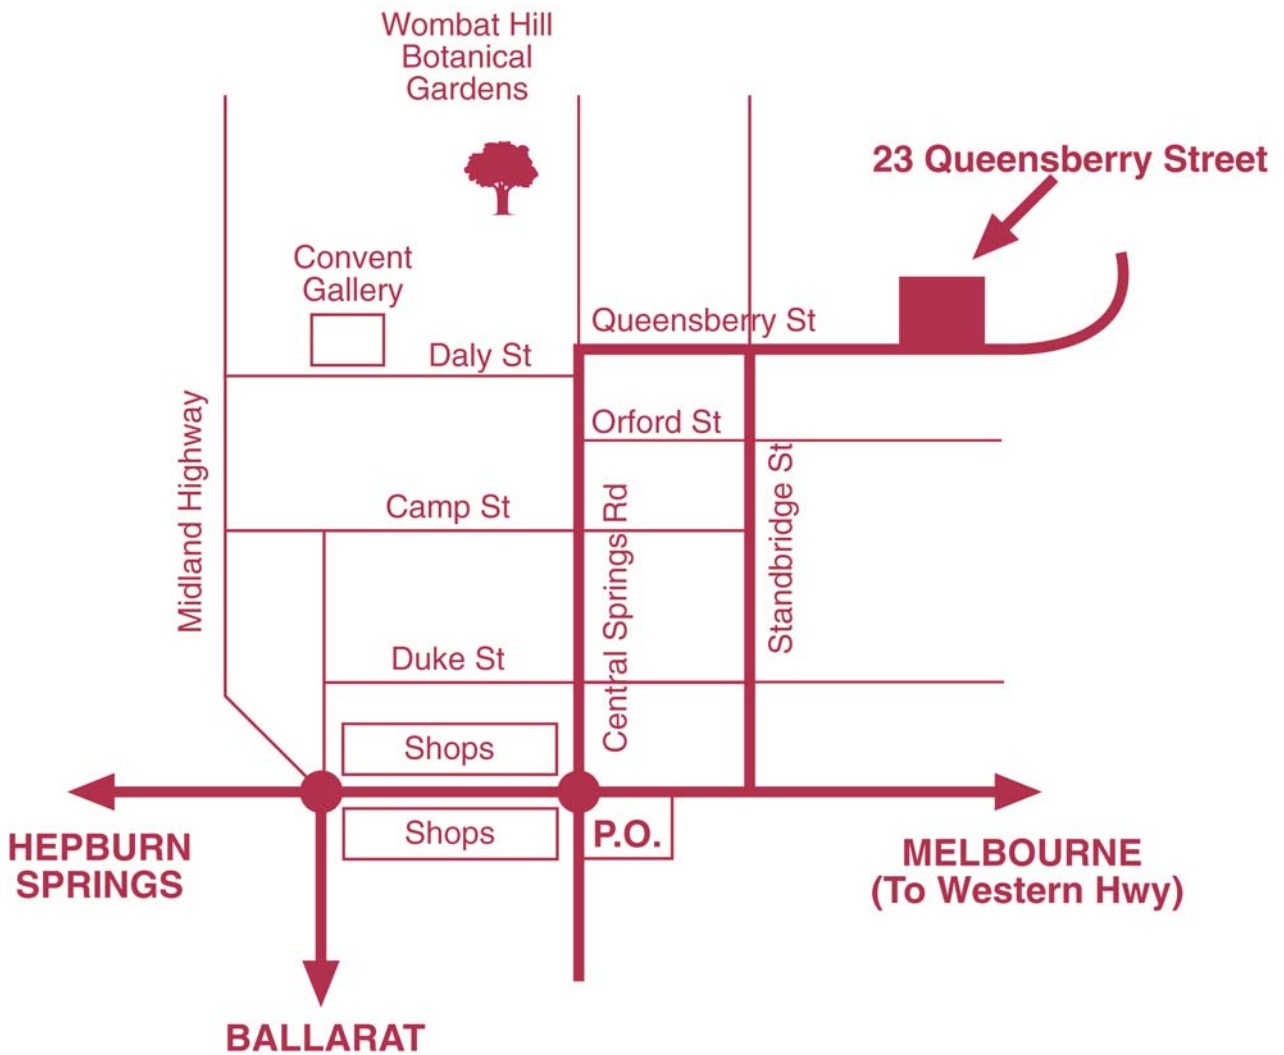 Wombat Hill
Botanical
Gardens
23 Queensberry Street
Convent
Gallery
Queensberry St
Daly St
Orford St
Midland Highway
Camp St
Central Springs Rd
Standbridge St
Duke St
Shops
Shops
P.O.
HEPBURN
SPRINGS
MELBOURNE
(To Western Hwy)
BALLARAT